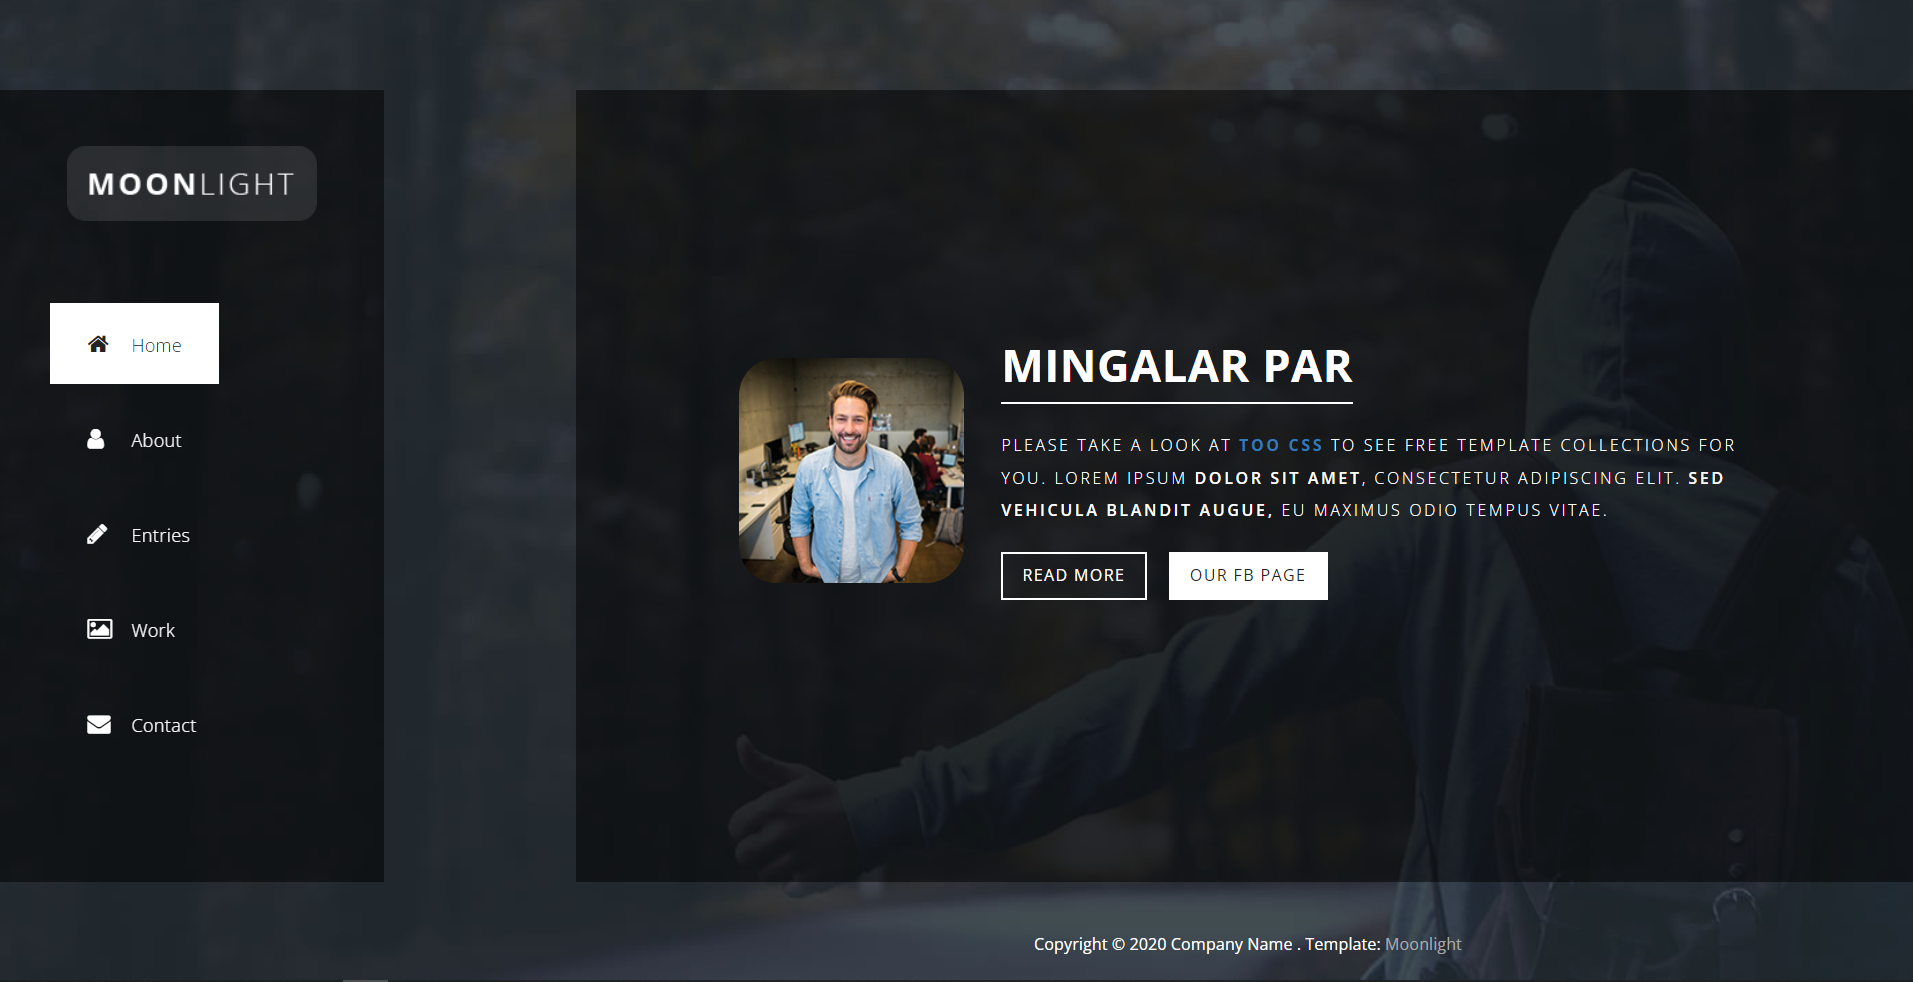 MOONLIGHT
Home
About
Entries
Work
Contact
MINGALAR PAR
PLEASE TAKE A LOOK AT TOO CSS TO SEE FREE TEMPLATE COLLECTIONS FOR
YOU. LOREM IPSUM DOLOR SIT AMET, CONSECTETUR ADIPISCING ELIT. SED
VEHICULA BLANDIT AUGUE, EU MAXIMUS ODIO TEMPUS VITAE.
READ MORE
OUR FB PAGE
Copyright © 2020 Company Name . Template: Moonlight